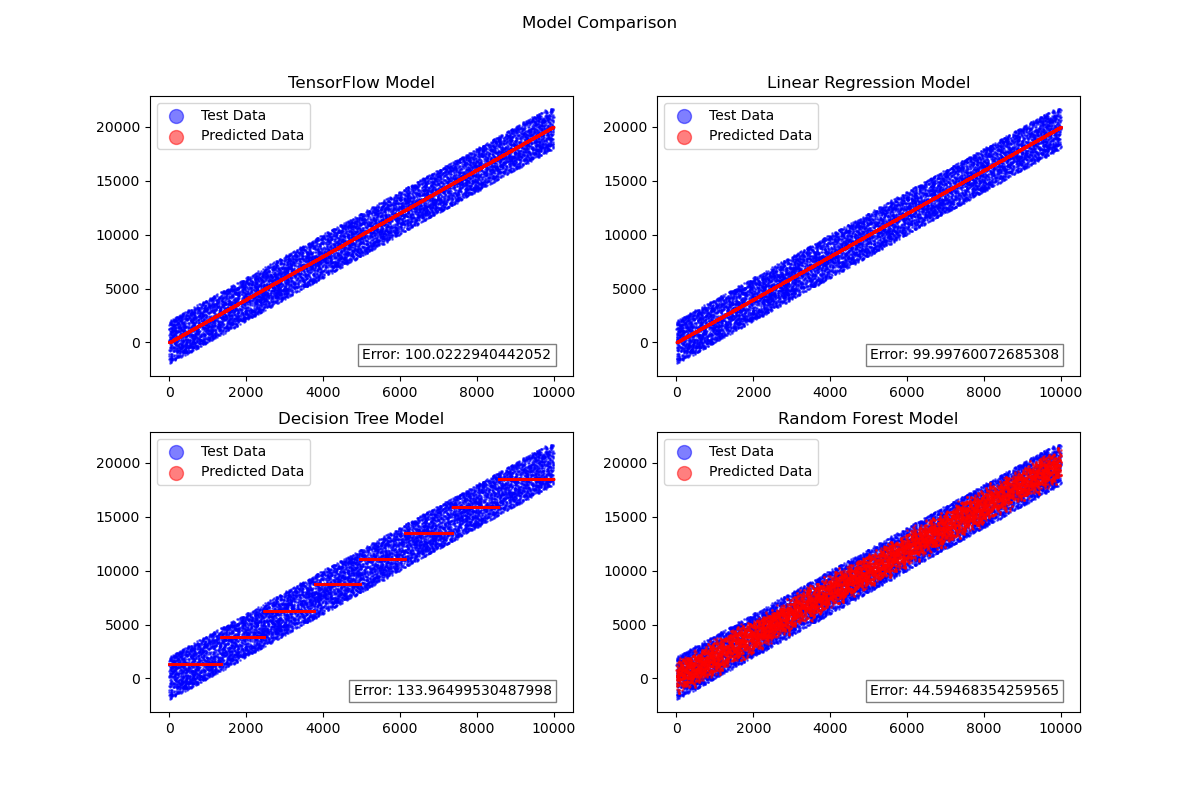 Model Comparison
TensorFlow Model
Test Data
Predicted Data
20000
15000
10000
5000
0
Error: 100.0222940442052
0 2000 4000 6000 8000 10000
Linear Regression Model
Test Data
Predicted Data
20000
15000
10000
5000
0
Error: 99.99760072685308
0 2000 4000 6000 8000 10000
Decision Tree Model
Test Data
Predicted Data
20000
15000
10000
5000
0
Error: 133.96499530487998
0 2000 4000 6000 8000 10000
Random Forest Model
Test Data
Predicted Data
20000
15000
10000
5000
0
Error: 44.59468354259565
0 2000 4000 6000 8000 10000